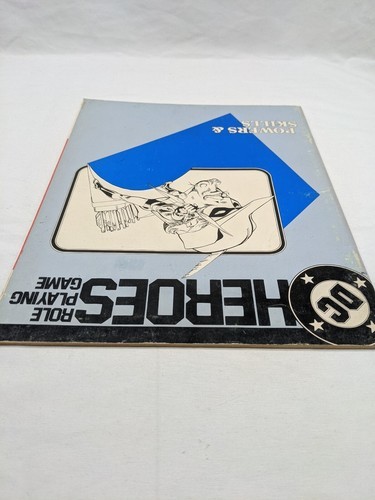 DC
HEROES
ROLE
PLAYING
GAME
POWERS &
SKILLS